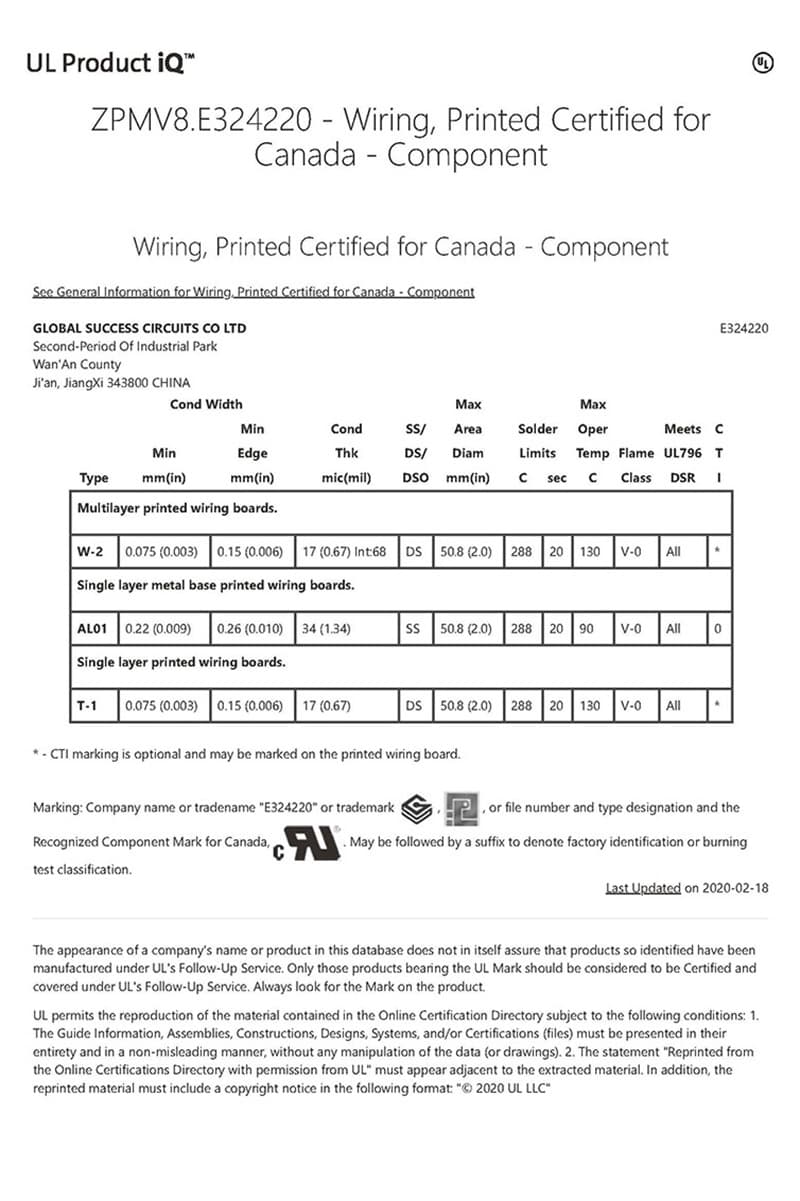 UL Product iQ™
UL
ZPMV8.E324220 - Wiring, Printed Certified for
Canada - Component
Wiring, Printed Certified for Canada - Component
See General Information for Wiring, Printed Certified for Canada - Component
GLOBAL SUCCESS CIRCUITS CO LTD E324220
Second-Period Of Industrial Park
Wan'An County
Ji'an, JiangXi 343800 CHINA
Cond Width Max Max
Min Cond SS/ Area Solder Oper Meets C
Min Edge Thk DS/ Diam Limits Temp Flame UL796 T
Type mm(in) mm(in) mic(mil) DSO mm(in) C sec C Class DSR I
Multilayer printed wiring boards.
W-2 0.075 (0.003) 0.15 (0.006) 17 (0.67) Int:68 DS 50.8 (2.0) 288 20 130 V-0 All *
Single layer metal base printed wiring boards.
AL01 0.22 (0.009) 0.26 (0.010) 34 (1.34) SS 50.8 (2.0) 288 20 90 V-0 All 0
Single layer printed wiring boards.
T-1 0.075 (0.003) 0.15 (0.006) 17 (0.67) DS 50.8 (2.0) 288 20 130 V-0 All *
* - CTI marking is optional and may be marked on the printed wiring board.
Marking: Company name or tradename "E324220" or trademark , , or file number and type designation and the
Recognized Component Mark for Canada, c RU ® . May be followed by a suffix to denote factory identification or burning
test classification.
Last Updated on 2020-02-18
The appearance of a company's name or product in this database does not in itself assure that products so identified have been
manufactured under UL's Follow-Up Service. Only those products bearing the UL Mark should be considered to be Certified and
covered under UL's Follow-Up Service. Always look for the Mark on the product.
UL permits the reproduction of the material contained in the Online Certification Directory subject to the following conditions: 1.
The Guide Information, Assemblies, Constructions, Designs, Systems, and/or Certifications (files) must be presented in their
entirety and in a non-misleading manner, without any manipulation of the data (or drawings). 2. The statement "Reprinted from
the Online Certifications Directory with permission from UL" must appear adjacent to the extracted material. In addition, the
reprinted material must include a copyright notice in the following format: "© 2020 UL LLC"